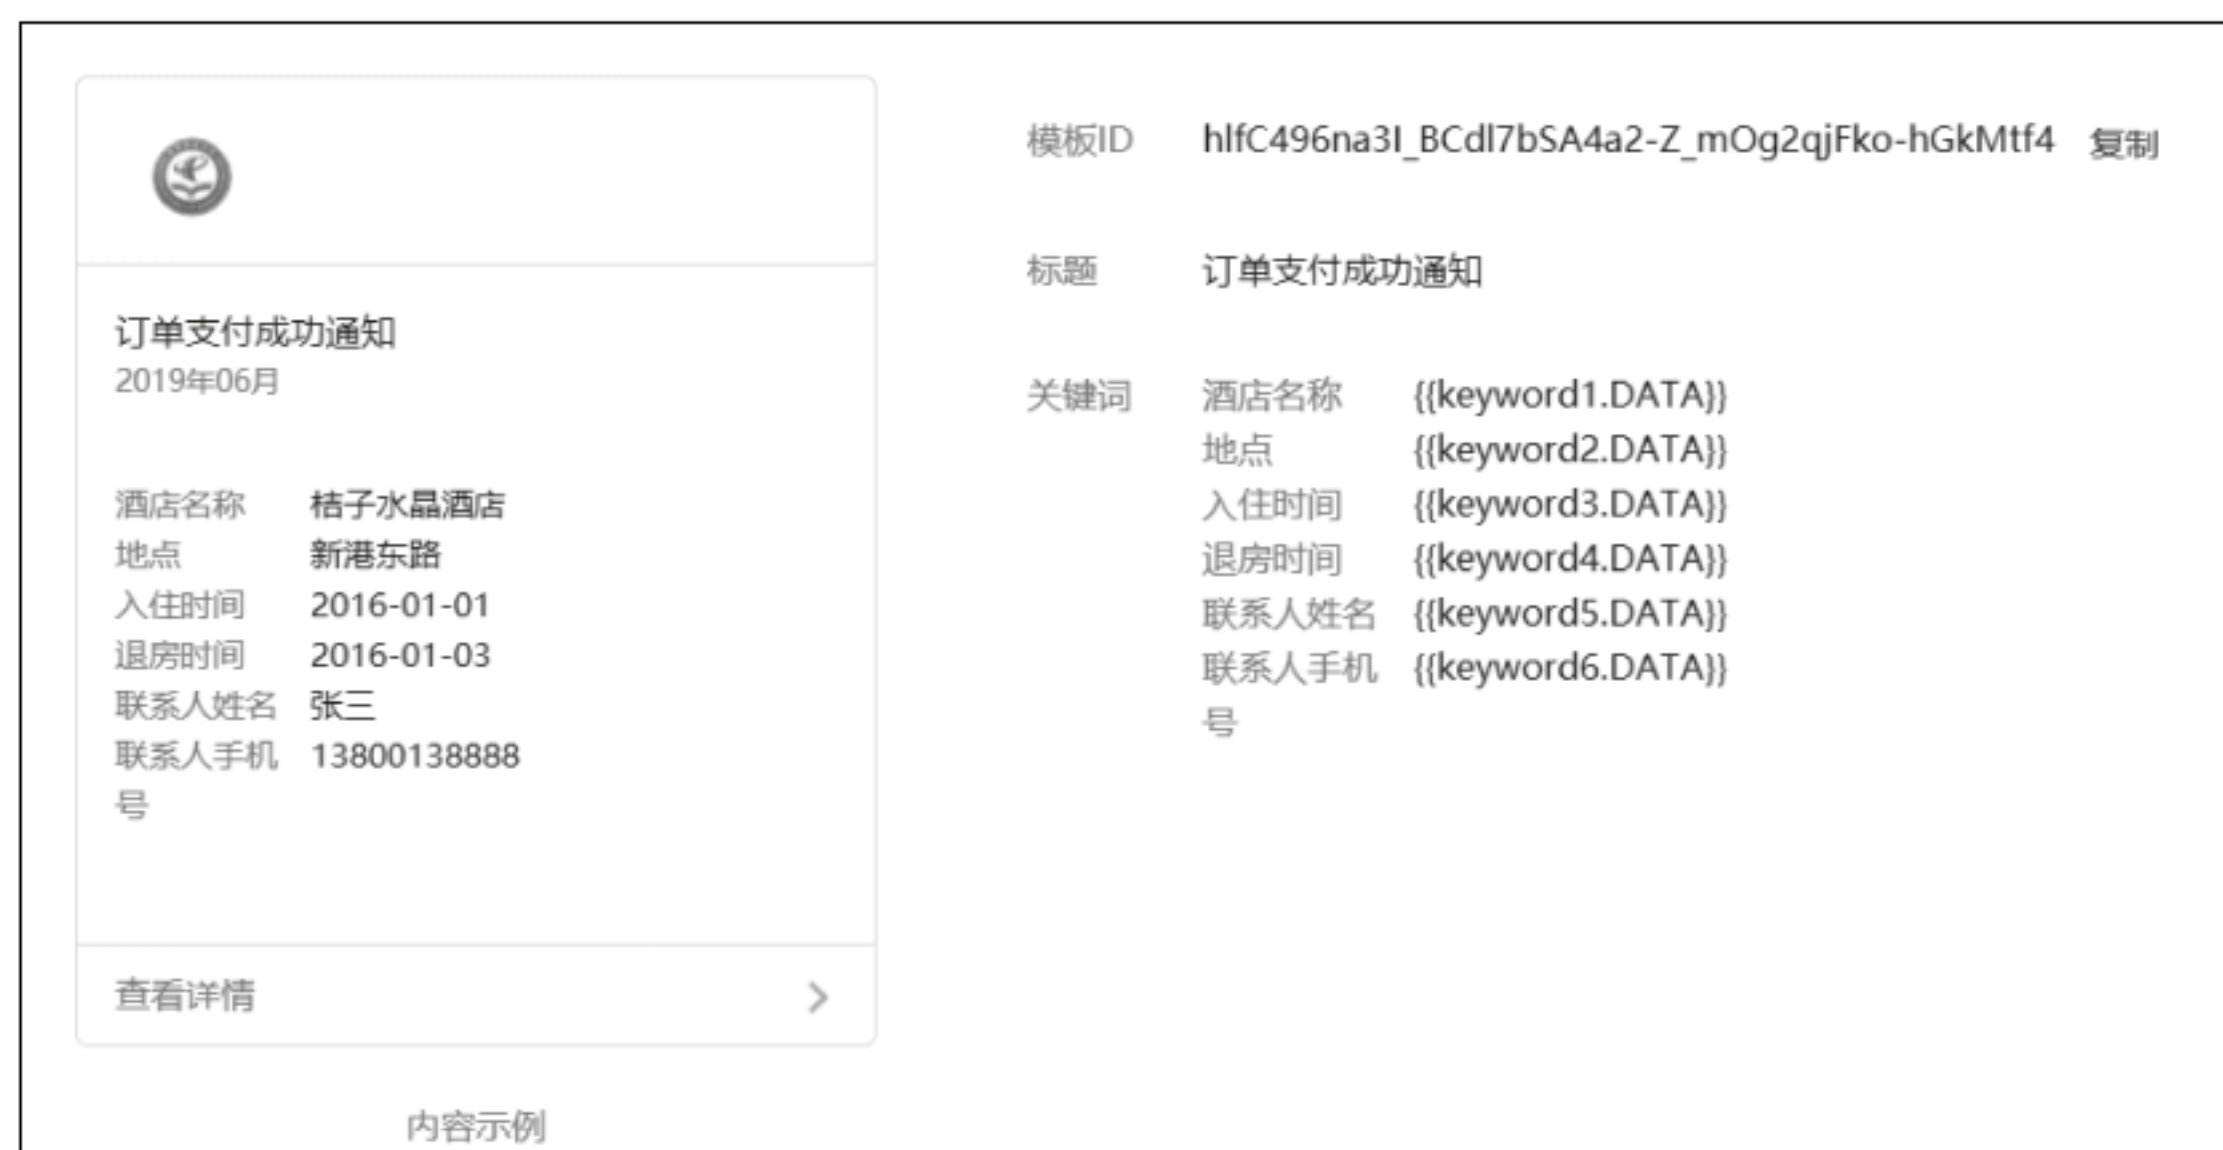 订单支付成功通知
2019年06月
酒店名称 桔子水晶酒店
地点 新港东路
入住时间 2016-01-01
退房时间 2016-01-03
联系人姓名 张三
联系人手机 13800138888
号
查看详情
内容示例
模板ID hlfC496na3I_BCdl7bSA4a2-Z_mOg2qjFko-hGkMtf4 复制
标题 订单支付成功通知
关键词 酒店名称 {{keyword1.DATA}}
地点 {{keyword2.DATA}}
入住时间 {{keyword3.DATA}}
退房时间 {{keyword4.DATA}}
联系人姓名 {{keyword5.DATA}}
联系人手机 {{keyword6.DATA}}
号